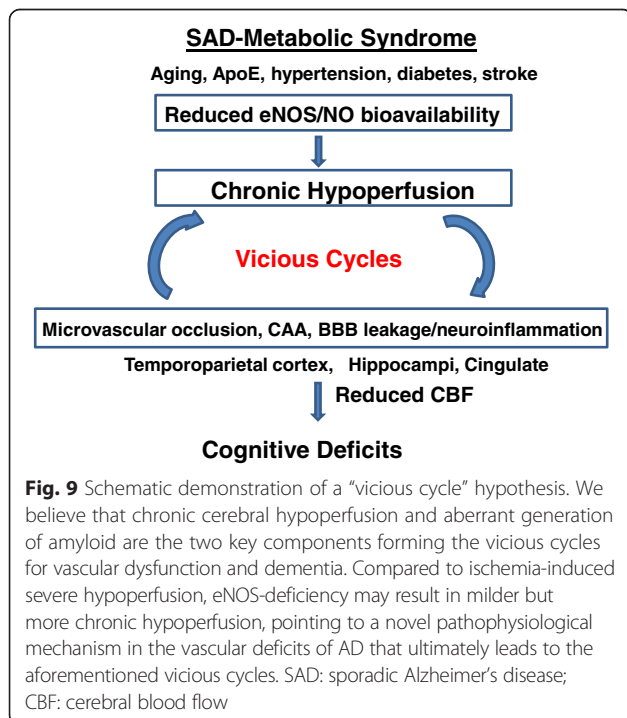 SAD-Metabolic Syndrome
Aging, ApoE, hypertension, diabetes, stroke
Reduced eNOS/NO bioavailability
Chronic Hypoperfusion
Vicious Cycles
Microvascular occlusion, CAA, BBB leakage/neuroinflammation
Temporoparietal cortex, Hippocampi, Cingulate
Reduced CBF
Cognitive Deficits
Fig. 9 Schematic demonstration of a “vicious cycle” hypothesis. We
believe that chronic cerebral hypoperfusion and aberrant generation
of amyloid are the two key components forming the vicious cycles
for vascular dysfunction and dementia. Compared to ischemia-induced
severe hypoperfusion, eNOS-deficiency may result in milder but
more chronic hypoperfusion, pointing to a novel pathophysiological
mechanism in the vascular deficits of AD that ultimately leads to the
aforementioned vicious cycles. SAD: sporadic Alzheimer’s disease;
CBF: cerebral blood flow